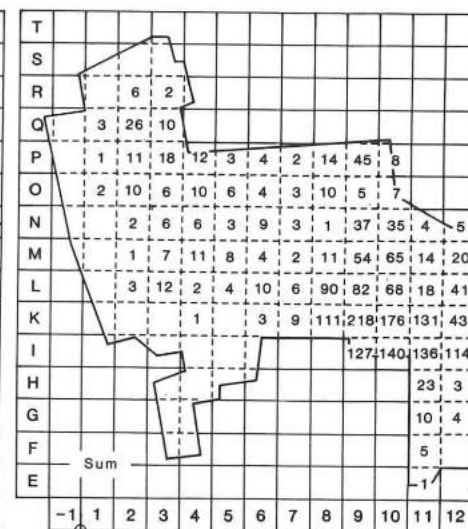 T
S
R 6 2
Q 3 26 10
P 1 11 18 12 3 4 2 14 45 8
O 2 10 6 10 6 4 3 10 5 7
N 2 6 6 3 9 3 1 37 35 4 5
M 1 7 11 8 4 2 11 54 65 14 20
L 3 12 2 4 10 6 90 82 68 18 41
K 1 3 9 111 218 176 131 43
I 127 140 136 114
H 23 3
G 10 4
F 5
Sum
E 1
-1 1 2 3 4 5 6 7 8 9 10 11 12